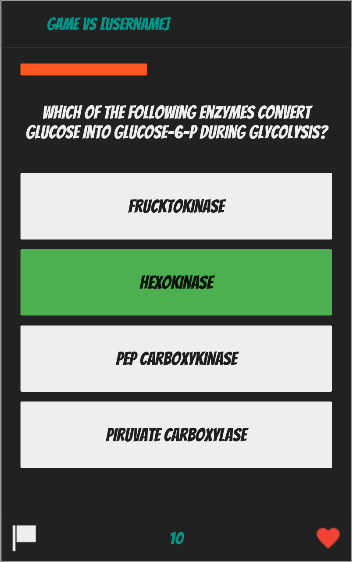 GAME VS [USERNAME]
WHICH OF THE FOLLOWING ENZYMES CONVERT
GLUCOSE INTO GLUCOSE-6-P DURING GLYCOLYSIS?
FRUCKTOKINASE
HEXOKINASE
PEP CARBOXYKINASE
PIRUVATE CARBOXYLASE
10